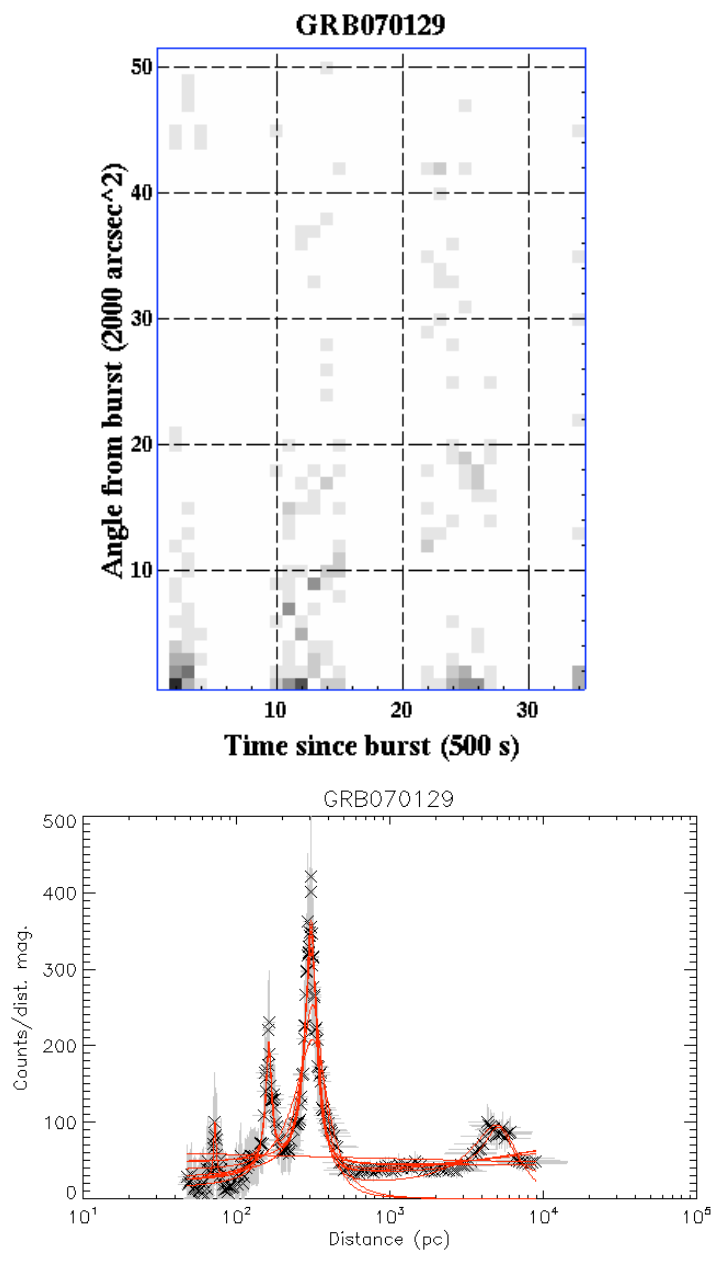 GRB070129
50
40
30
20
10
Angle from burst (2000 arcsec^2)
10 20 30
Time since burst (500 s)
GRB070129
500
400
300
200
100
0
Counts/dist. mag.
10^1 10^2 10^3 10^4 10^5
Distance (pc)